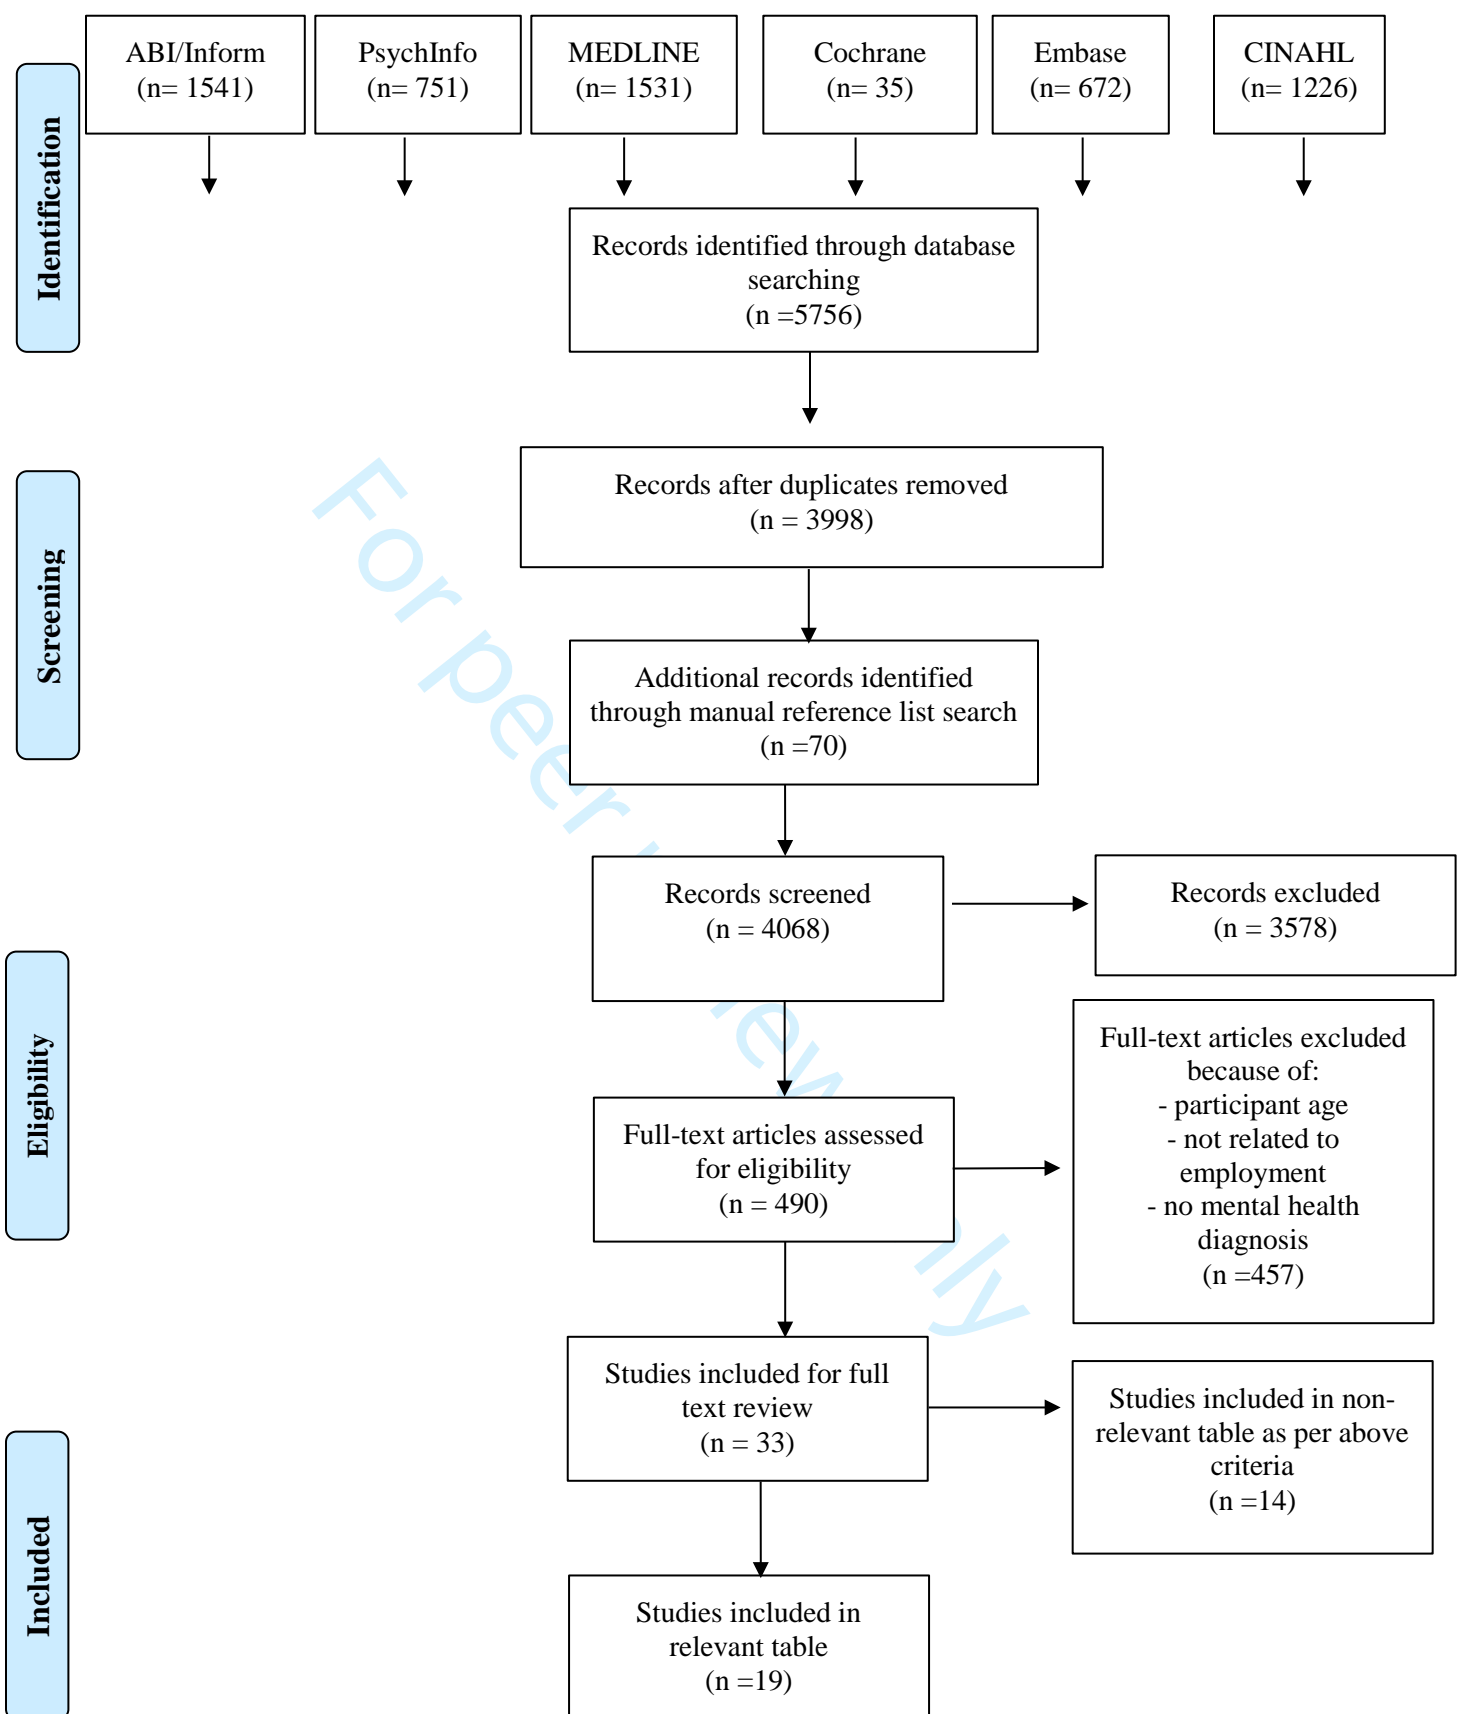 ABI/Inform
(n= 1541)
PsychInfo
(n= 751)
MEDLINE
(n= 1531)
Cochrane
(n= 35)
Embase
(n= 672)
CINAHL
(n= 1226)
Identification
Records identified through database
searching
(n =5756)
Screening
Records after duplicates removed
(n = 3998)
Additional records identified
through manual reference list search
(n =70)
Records screened
(n = 4068)
Records excluded
(n = 3578)
Eligibility
Full-text articles assessed
for eligibility
(n = 490)
Full-text articles excluded
because of:
- participant age
- not related to
employment
- no mental health
diagnosis
(n =457)
Studies included for full
text review
(n = 33)
Studies included in non-
relevant table as per above
criteria
(n =14)
Included
Studies included in
relevant table
(n =19)
For peer